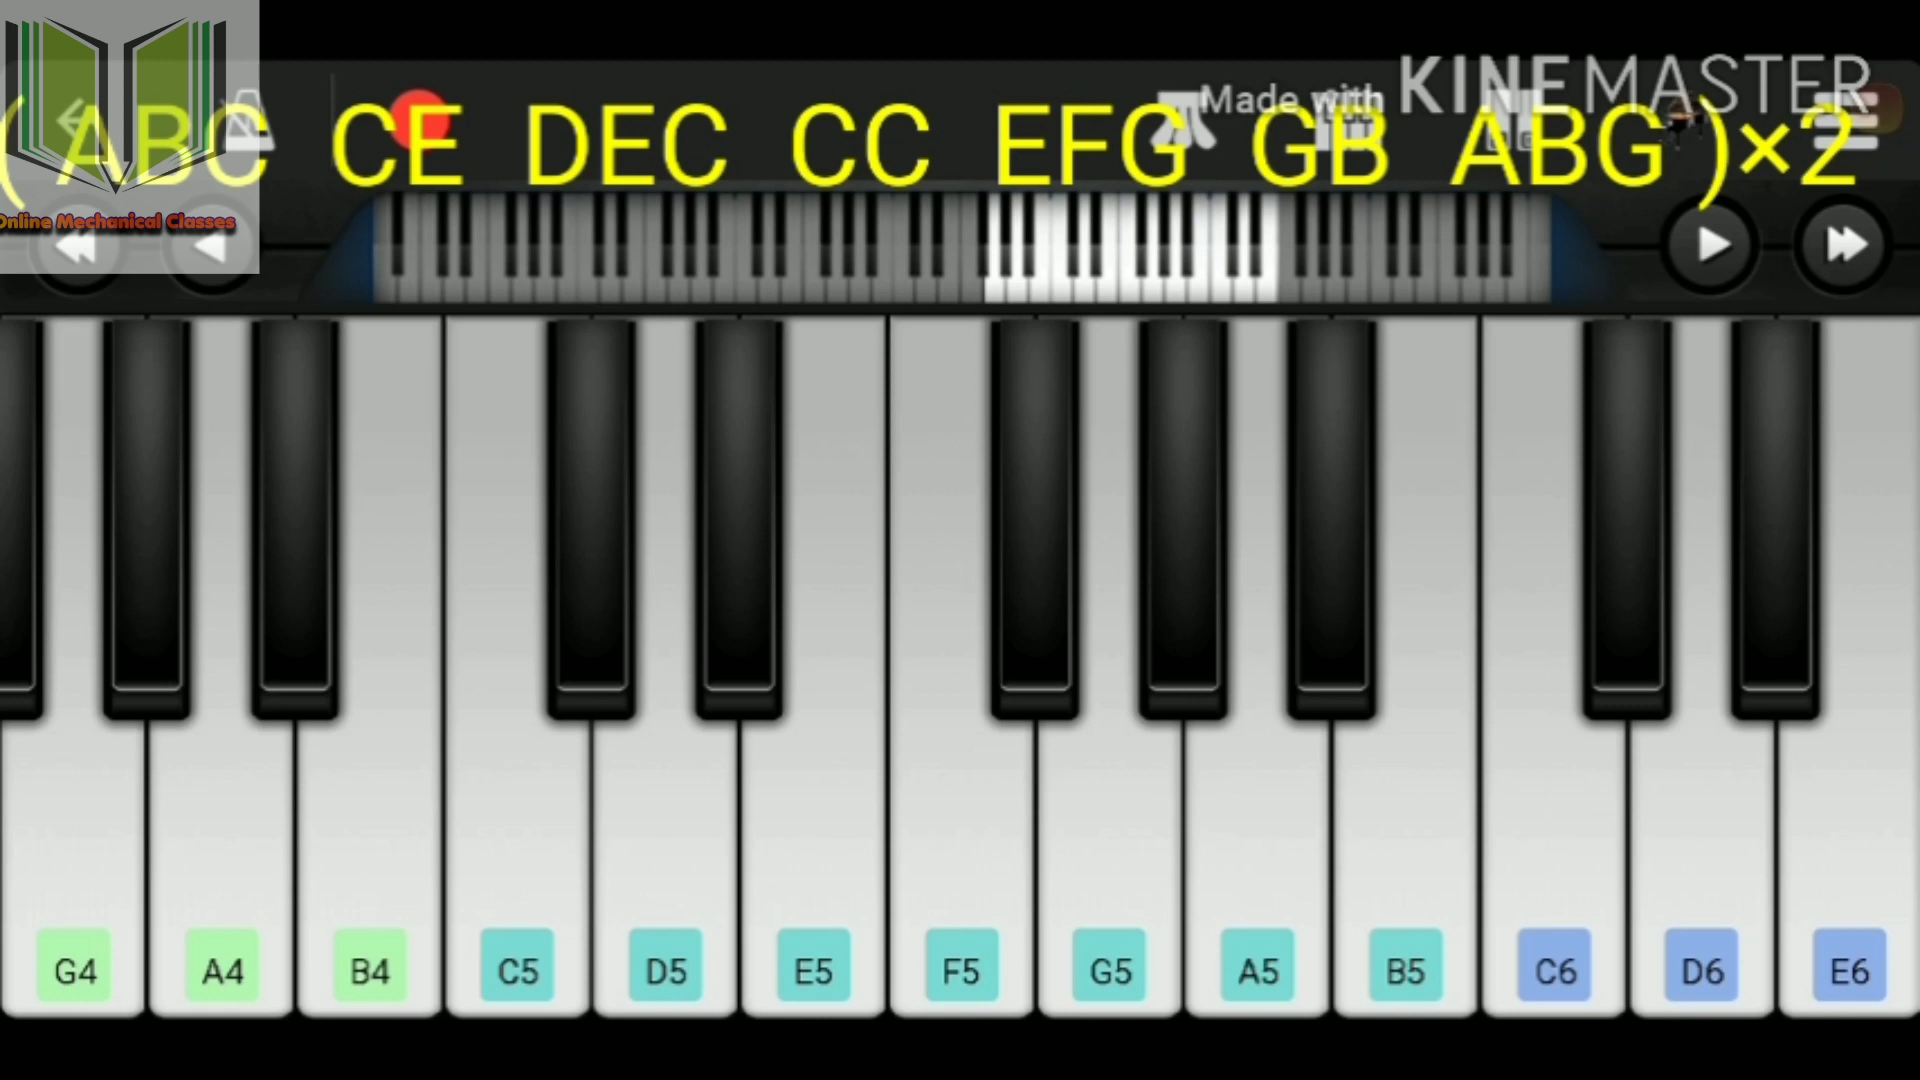 Made with KINEMASTER
( ABC CE DEC CC EFG GB ABG )×2
Online Mechanical Classes
G4 A4 B4 C5 D5 E5 F5 G5 A5 B5 C6 D6 E6